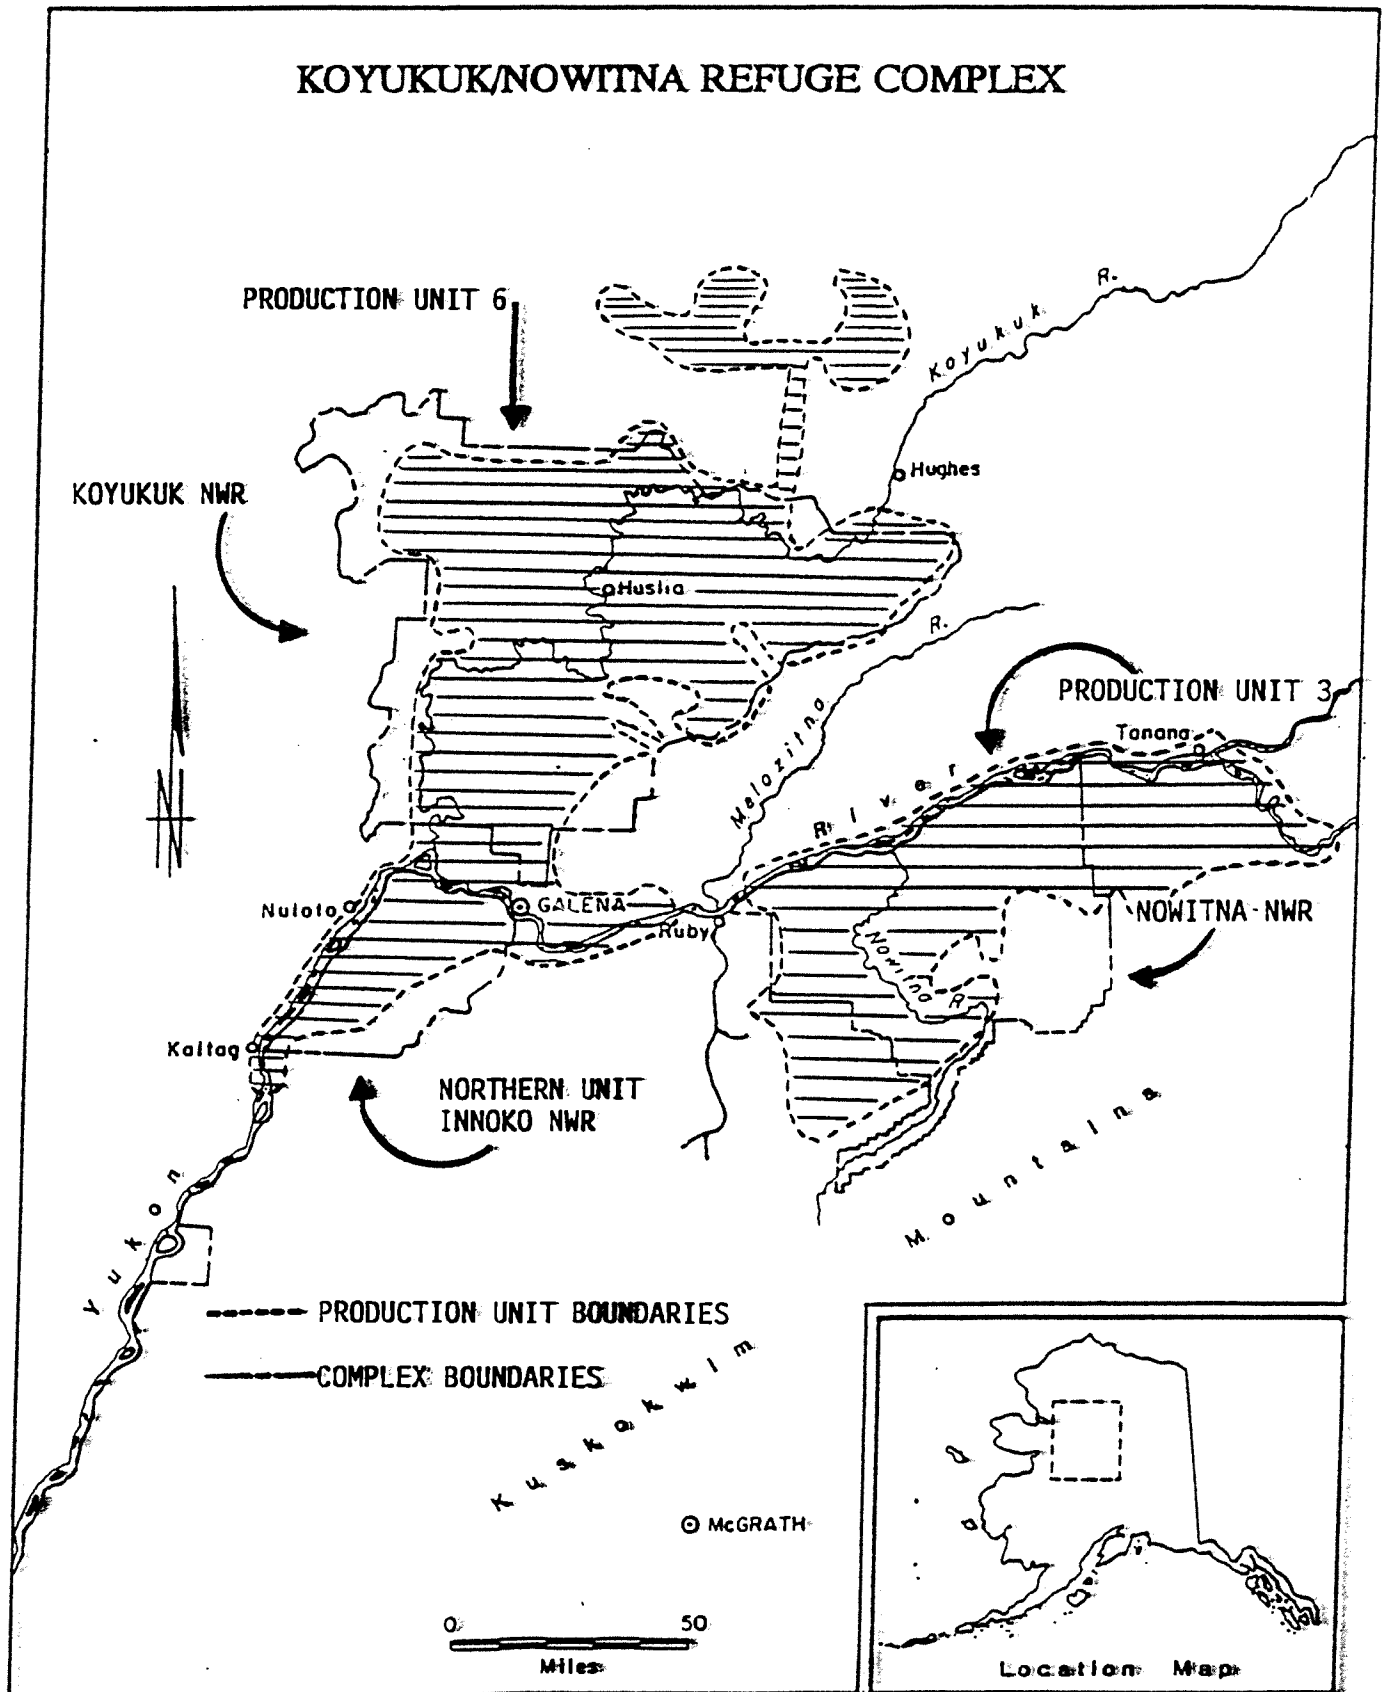 KOYUKUK/NOWITNA REFUGE COMPLEX
PRODUCTION UNIT 6
Koyukuk R.
Hughes
KOYUKUK NWR
Huslia
R.
Melozitna
PRODUCTION UNIT 3
Tanana
River
N
Nulato
GALENA
Ruby
NOWITNA NWR
Nowitna R
Kaltag
NORTHERN UNIT
INNOKO NWR
Mountains
Yukon
PRODUCTION UNIT BOUNDARIES
COMPLEX BOUNDARIES
Kuskokwim
McGRATH
0 50
Miles
Location Map